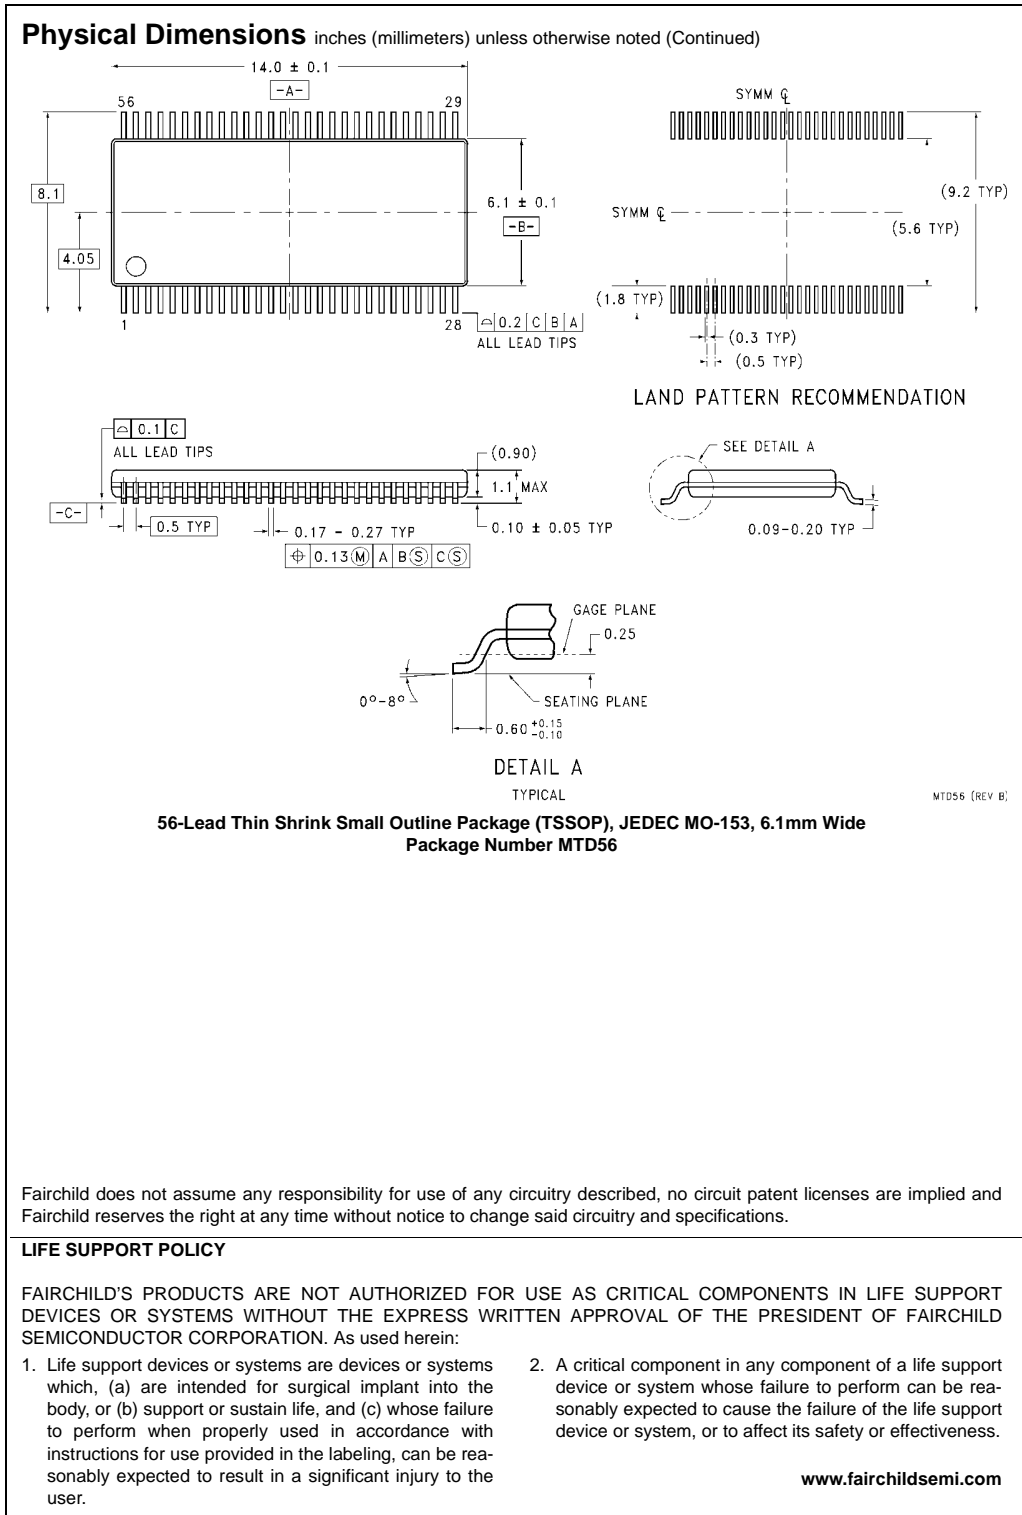 Physical Dimensions inches (millimeters) unless otherwise noted (Continued)
14.0 ± 0.1
-A-
56
29
8.1
4.05
6.1 ± 0.1
-B-
1
28
⌓ 0.2 C B A
ALL LEAD TIPS
SYMM ℄
SYMM ℄
(9.2 TYP)
(5.6 TYP)
(1.8 TYP)
(0.3 TYP)
(0.5 TYP)
LAND PATTERN RECOMMENDATION
⌓ 0.1 C
ALL LEAD TIPS
(0.90)
1.1 MAX
-C-
0.5 TYP
0.17 - 0.27 TYP
0.10 ± 0.05 TYP
⌖ 0.13Ⓜ A BⓈ CⓈ
SEE DETAIL A
0.09-0.20 TYP
GAGE PLANE
0.25
0°-8°
SEATING PLANE
0.60 +0.15 -0.10
DETAIL A
TYPICAL
MTD56 (REV B)
56-Lead Thin Shrink Small Outline Package (TSSOP), JEDEC MO-153, 6.1mm Wide
Package Number MTD56
Fairchild does not assume any responsibility for use of any circuitry described, no circuit patent licenses are implied and
Fairchild reserves the right at any time without notice to change said circuitry and specifications.
LIFE SUPPORT POLICY
FAIRCHILD'S PRODUCTS ARE NOT AUTHORIZED FOR USE AS CRITICAL COMPONENTS IN LIFE SUPPORT
DEVICES OR SYSTEMS WITHOUT THE EXPRESS WRITTEN APPROVAL OF THE PRESIDENT OF FAIRCHILD
SEMICONDUCTOR CORPORATION. As used herein:
1. Life support devices or systems are devices or systems
which, (a) are intended for surgical implant into the
body, or (b) support or sustain life, and (c) whose failure
to perform when properly used in accordance with
instructions for use provided in the labeling, can be rea-
sonably expected to result in a significant injury to the
user.
2. A critical component in any component of a life support
device or system whose failure to perform can be rea-
sonably expected to cause the failure of the life support
device or system, or to affect its safety or effectiveness.
www.fairchildsemi.com